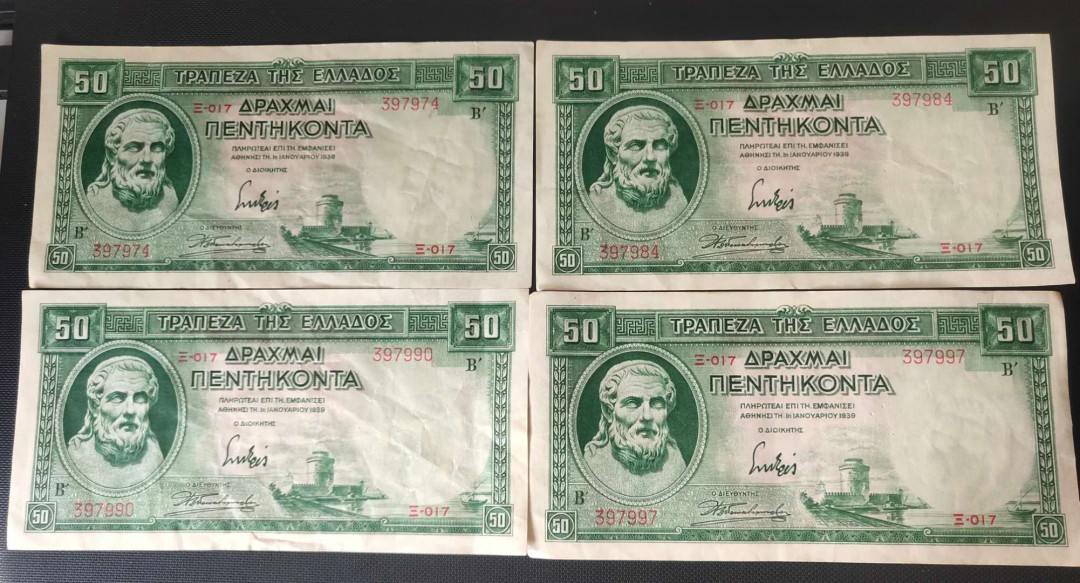 50 ΤΡΑΠΕΖΑ ΤΗΣ ΕΛΛΑΔΟΣ 50
Ξ-017 ΔΡΑΧΜΑΙ 397974
ΠΕΝΤΗΚΟΝΤΑ Β′
ΠΛΗΡΩΤΕΑΙ ΕΠΙ ΤΗ ΕΜΦΑΝΙΣΕΙ
ΑΘΗΝΗΣΙ ΤΗ 1Η ΙΑΝΟΥΑΡΙΟΥ 1939
Ο ΔΙΟΙΚΗΤΗΣ
Β′ Ο ΔΙΕΥΘΥΝΤΗΣ
397974 Ξ-017
50 50
50 ΤΡΑΠΕΖΑ ΤΗΣ ΕΛΛΑΔΟΣ 50
Ξ-017 ΔΡΑΧΜΑΙ 397984
ΠΕΝΤΗΚΟΝΤΑ Β′
ΠΛΗΡΩΤΕΑΙ ΕΠΙ ΤΗ ΕΜΦΑΝΙΣΕΙ
ΑΘΗΝΗΣΙ ΤΗ 1Η ΙΑΝΟΥΑΡΙΟΥ 1939
Ο ΔΙΟΙΚΗΤΗΣ
Β′ Ο ΔΙΕΥΘΥΝΤΗΣ
397984 Ξ-017
50 50
50 ΤΡΑΠΕΖΑ ΤΗΣ ΕΛΛΑΔΟΣ 50
Ξ-017 ΔΡΑΧΜΑΙ 397990
ΠΕΝΤΗΚΟΝΤΑ Β′
ΠΛΗΡΩΤΕΑΙ ΕΠΙ ΤΗ ΕΜΦΑΝΙΣΕΙ
ΑΘΗΝΗΣΙ ΤΗ 1Η ΙΑΝΟΥΑΡΙΟΥ 1939
Ο ΔΙΟΙΚΗΤΗΣ
Β′ Ο ΔΙΕΥΘΥΝΤΗΣ
397990 Ξ-017
50 50
50 ΤΡΑΠΕΖΑ ΤΗΣ ΕΛΛΑΔΟΣ 50
Ξ-017 ΔΡΑΧΜΑΙ 397997
ΠΕΝΤΗΚΟΝΤΑ Β′
ΠΛΗΡΩΤΕΑΙ ΕΠΙ ΤΗ ΕΜΦΑΝΙΣΕΙ
ΑΘΗΝΗΣΙ ΤΗ 1Η ΙΑΝΟΥΑΡΙΟΥ 1939
Ο ΔΙΟΙΚΗΤΗΣ
Β′ Ο ΔΙΕΥΘΥΝΤΗΣ
397997 Ξ-017
50 50